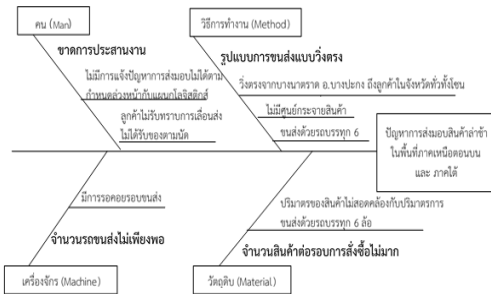 คน (Man)
วิธีการทำงาน (Method)
ขาดการประสานงาน
รูปแบบการขนส่งแบบวิ่งตรง
ไม่มีการแจ้งปัญหาการส่งมอบไม่ได้ตาม
กำหนดล่วงหน้ากับแผนกโลจิสติกส์
วิ่งตรงจากบางนาตราด อ.บางปะกง ถึงลูกค้าในจังหวัดทั่วทั้งโซน
ลูกค้าไม่รับทราบการเลื่อนส่ง
ไม่ได้รับของตามนัด
ไม่มีศูนย์กระจายสินค้า
ขนส่งด้วยรถบรรทุก 6
ปัญหาการส่งมอบสินค้าล่าช้า
ในพื้นที่ภาคเหนือตอนบน
และ ภาคใต้
มีการรอคอยรอบขนส่ง
ปริมาตรของสินค้าไม่สอดคล้องกับปริมาตรการ
ขนส่งด้วยรถบรรทุก 6 ล้อ
จำนวนรถขนส่งไม่เพียงพอ
จำนวนสินค้าต่อรอบการสั่งซื้อไม่มาก
เครื่องจักร (Machine)
วัตถุดิบ (Material)